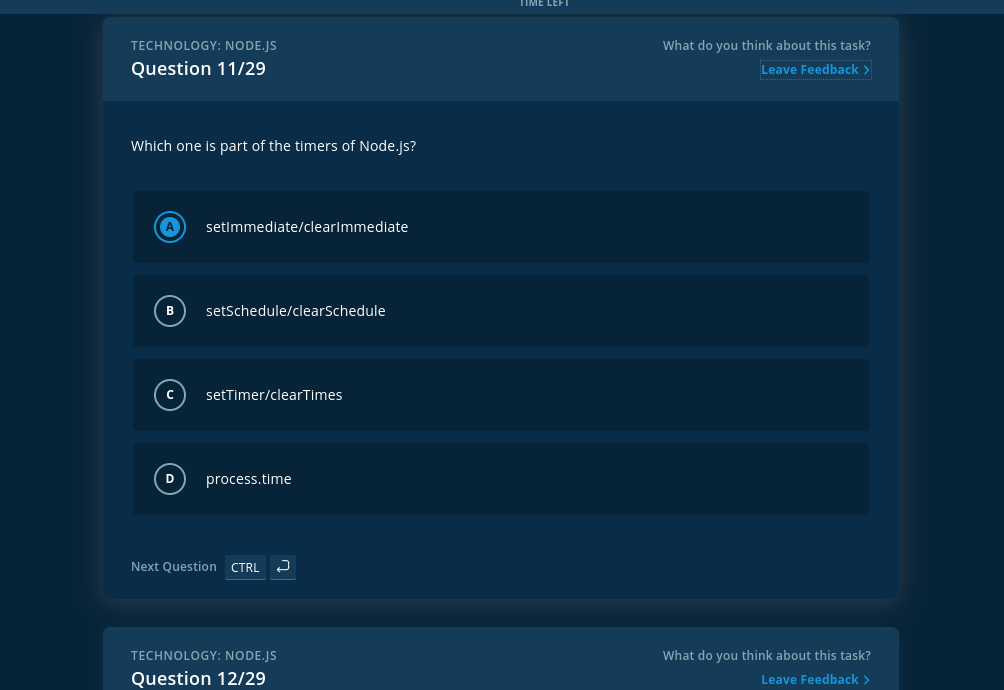 TIME LEFT
TECHNOLOGY: NODE.JS
What do you think about this task?
Question 11/29
Leave Feedback >
Which one is part of the timers of Node.js?
A setImmediate/clearImmediate
B setSchedule/clearSchedule
C setTimer/clearTimes
D process.time
Next Question CTRL
TECHNOLOGY: NODE.JS
What do you think about this task?
Question 12/29
Leave Feedback >